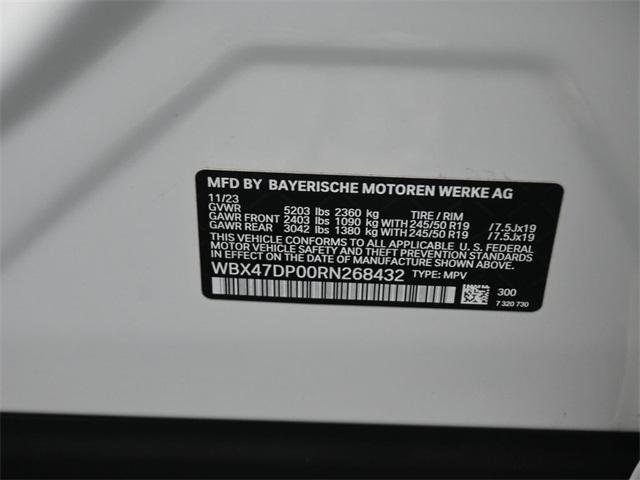 MFD BY BAYERISCHE MOTOREN WERKE AG
11/23
GVWR 5203 lbs 2360 kg TIRE / RIM
GAWR FRONT 2403 lbs 1090 kg WITH 245/50 R19 /7.5Jx19
GAWR REAR 3042 lbs 1380 kg WITH 245/50 R19 /7.5Jx19
THIS VEHICLE CONFORMS TO ALL APPLICABLE U. S. FEDERAL
MOTOR VEHICLE SAFETY, BUMPER, AND THEFT PREVENTION
STANDARDS IN EFFECT ON THE DATE OF MANUFACTURE SHOWN ABOVE.
WBX47DP00RN268432 TYPE: MPV
300
7 320 730